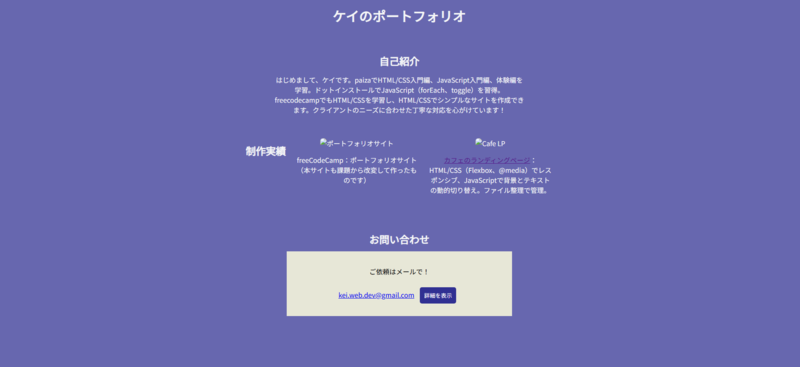 ケイのポートフォリオ
自己紹介
はじめまして、ケイです。paizaでHTML/CSS入門編、JavaScript入門編、体験編を
学習。ドットインストールでJavaScript（forEach、toggle）を習得。
freecodecampでもHTML/CSSを学習し、HTML/CSSでシンプルなサイトを作成でき
ます。クライアントのニーズに合わせた丁寧な対応を心がけています！
制作実績
ポートフォリオサイト
freeCodeCamp：ポートフォリオサイト
（本サイトも課題から改変して作ったも
のです）
Cafe LP
カフェのランディングページ：
HTML/CSS（Flexbox、@media）でレス
ポンシブ、JavaScriptで背景とテキスト
の動的切り替え。ファイル整理で管理。
お問い合わせ
ご依頼はメールで！
kei.web.dev@gmail.com 詳細を表示